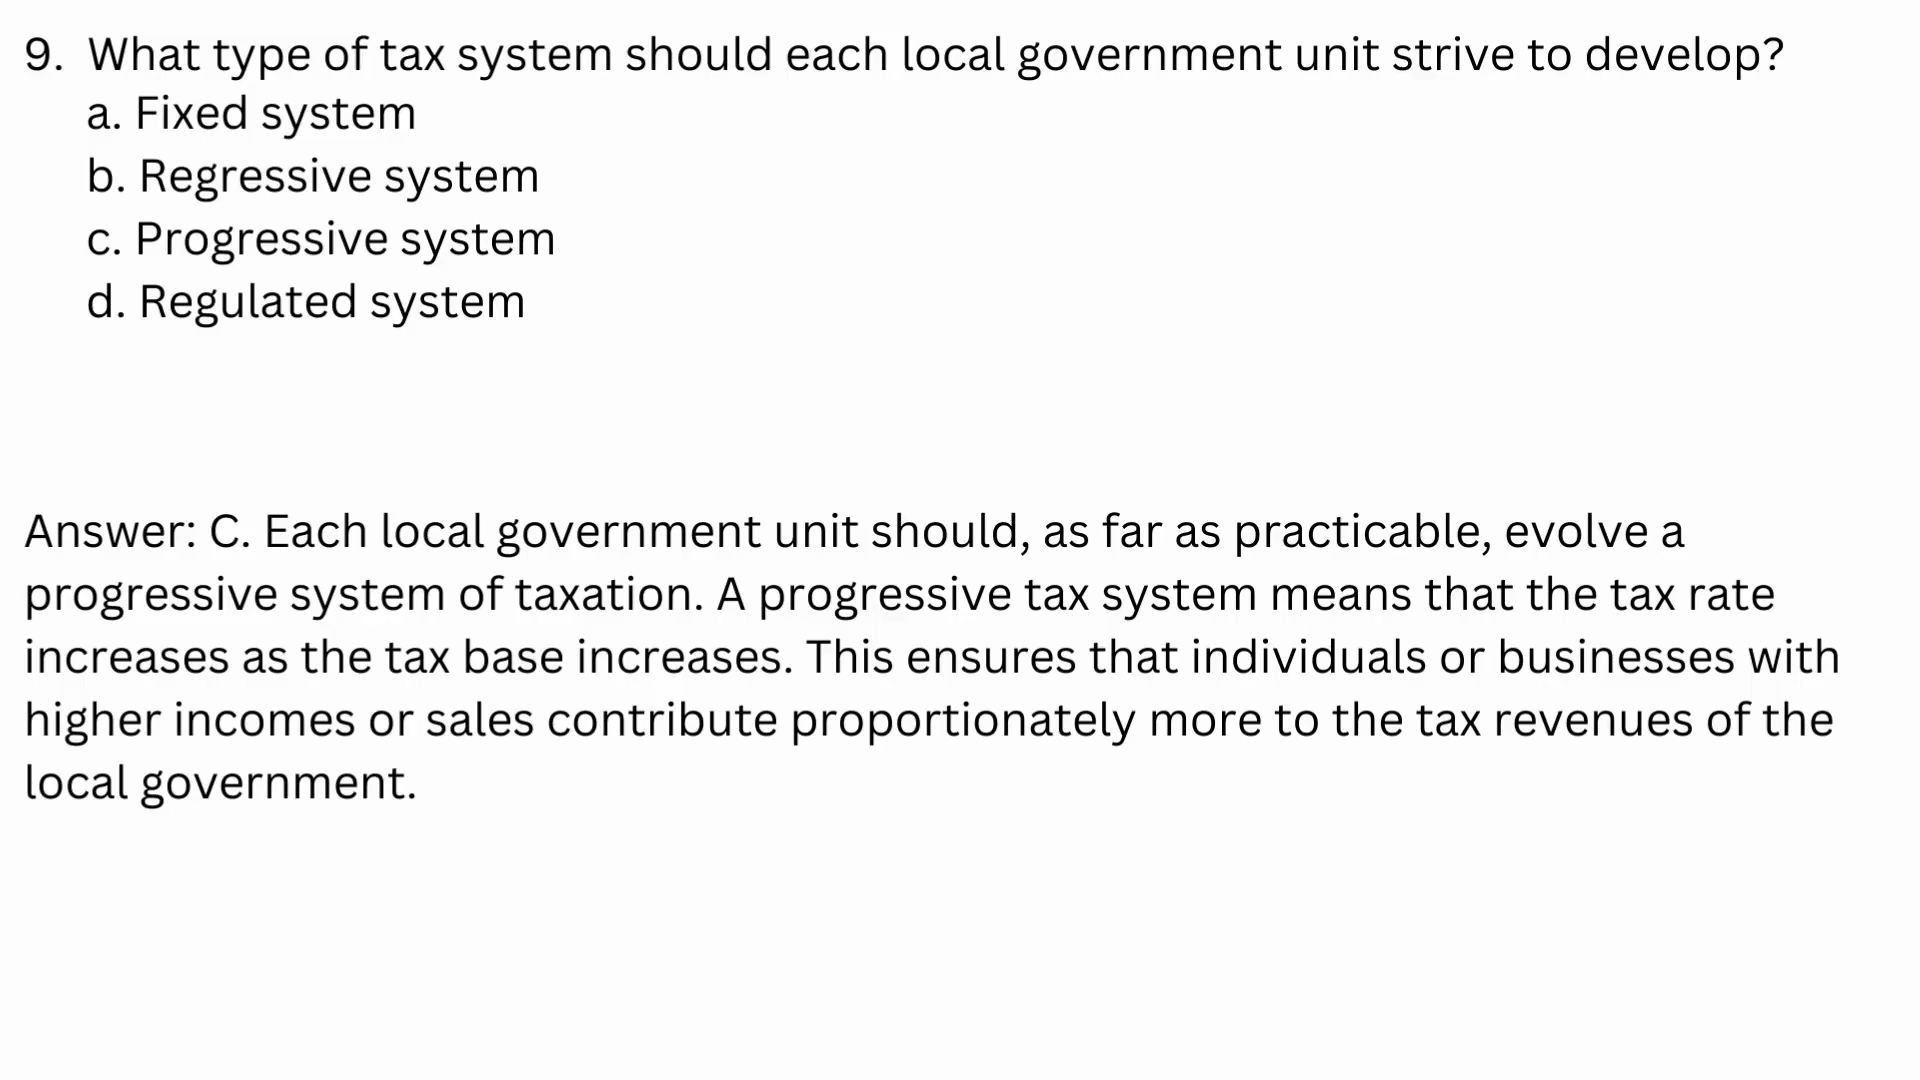 9. What type of tax system should each local government unit strive to develop?
a. Fixed system
b. Regressive system
c. Progressive system
d. Regulated system
Answer: C. Each local government unit should, as far as practicable, evolve a
progressive system of taxation. A progressive tax system means that the tax rate
increases as the tax base increases. This ensures that individuals or businesses with
higher incomes or sales contribute proportionately more to the tax revenues of the
local government.